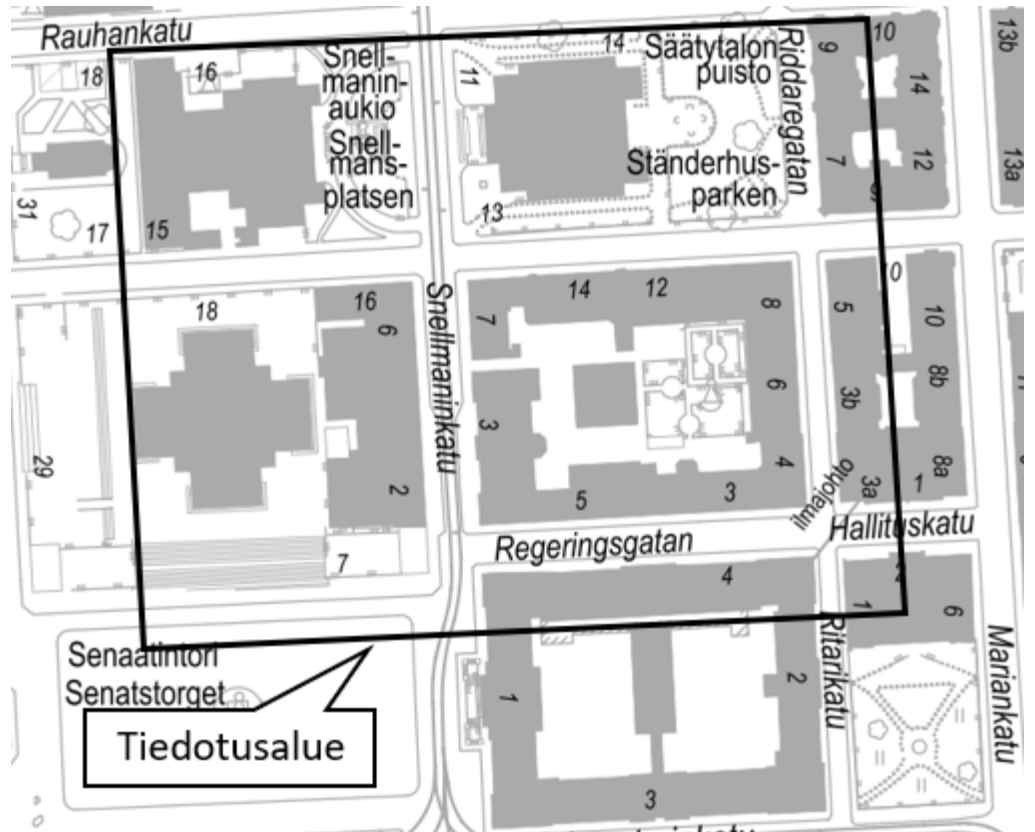 Rauhankatu
18
16
Snell-
manin-
aukio
Snell-
mans-
platsen
11
14
Säätytalon
puisto
Riddaregatan
9
10
13b
14
7
12
13a
Ständerhus-
parken
31
17
15
13
18
16
6
Snellmaninkatu
7
14
12
8
5
10
3b
8b
6
3
29
2
4
8a
3a
1
5
3
ilmajohto
Hallituskatu
Regeringsgatan
7
4
2
1
6
Senaatintori
Senatstorget
Ritarikatu
Mariankatu
1
2
Tiedotusalue
3